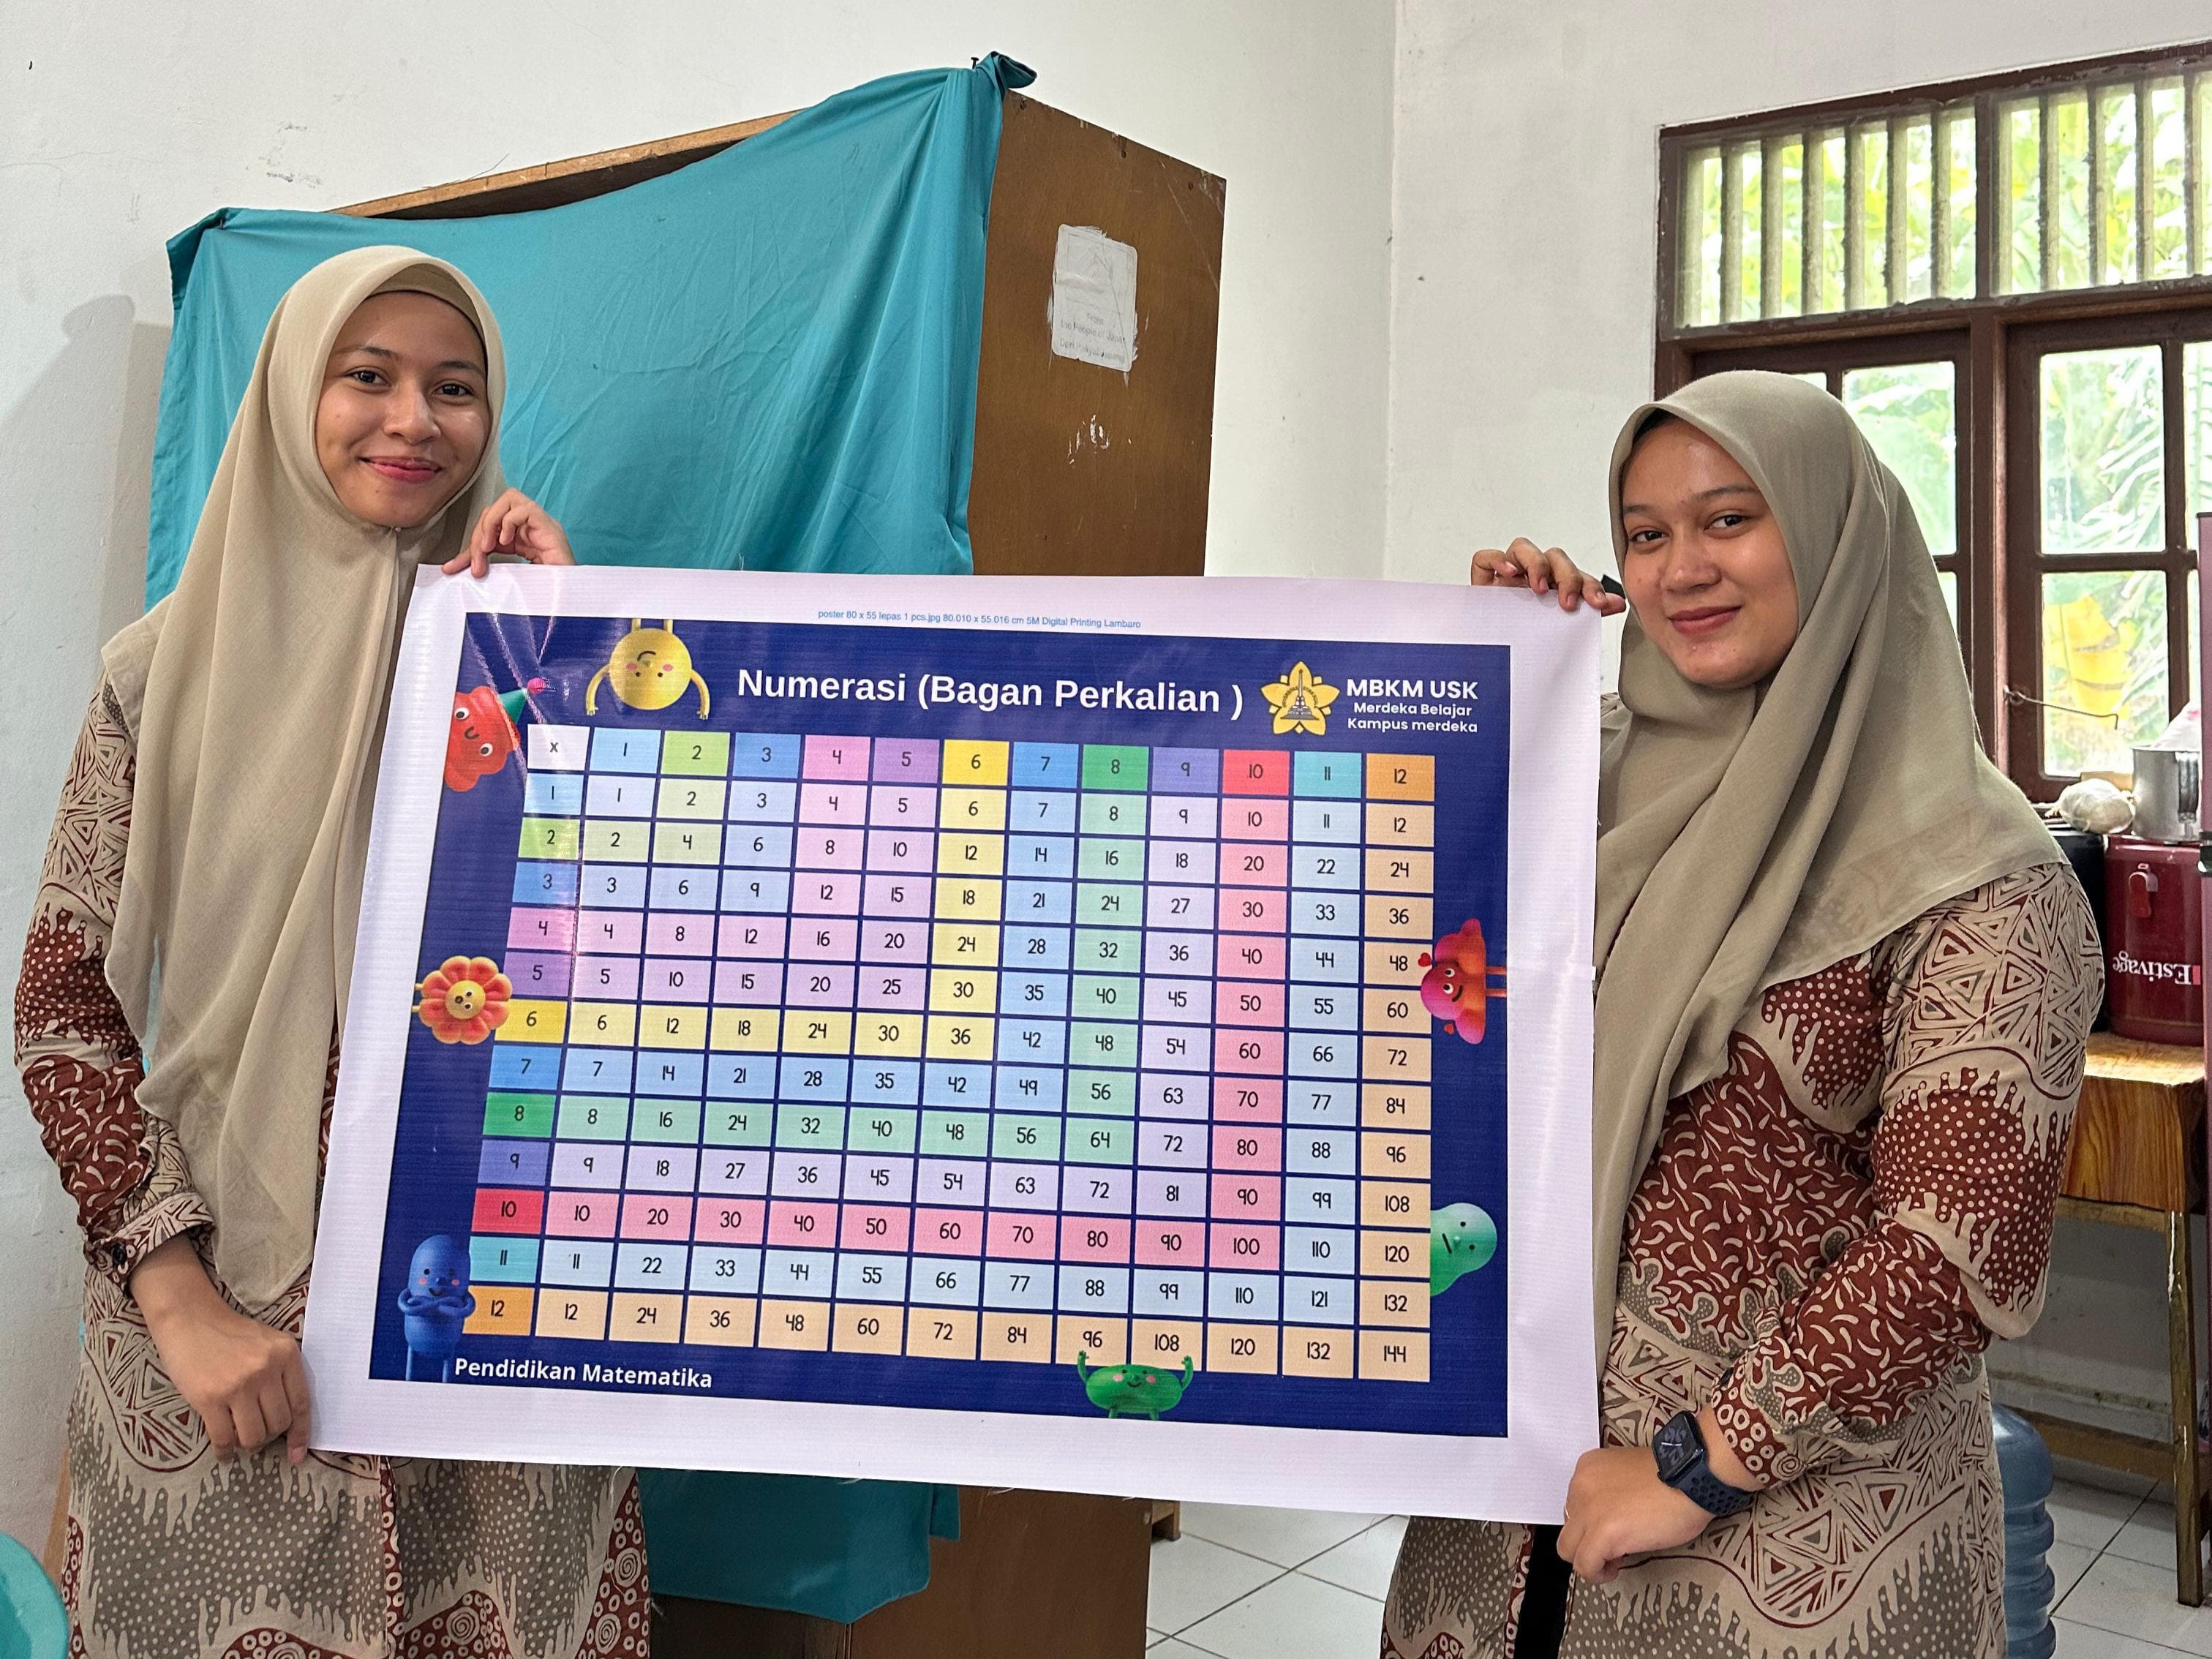 poster 80 x 55 lepas 1 pcs.jpg 80.010 x 55.016 cm 5M Digital Printing Lambaro
Numerasi (Bagan Perkalian )
MBKM USK
Merdeka Belajar
Kampus merdeka
x 1 2 3 4 5 6 7 8 9 10 11 12
1 1 2 3 4 5 6 7 8 9 10 11 12
2 2 4 6 8 10 12 14 16 18 20 22 24
3 3 6 9 12 15 18 21 24 27 30 33 36
4 4 8 12 16 20 24 28 32 36 40 44 48
5 5 10 15 20 25 30 35 40 45 50 55 60
6 6 12 18 24 30 36 42 48 54 60 66 72
7 7 14 21 28 35 42 49 56 63 70 77 84
8 8 16 24 32 40 48 56 64 72 80 88 96
9 9 18 27 36 45 54 63 72 81 90 99 108
10 10 20 30 40 50 60 70 80 90 100 110 120
11 11 22 33 44 55 66 77 88 99 110 121 132
12 12 24 36 48 60 72 84 96 108 120 132 144
Pendidikan Matematika
From
the People of Japan
Estivage